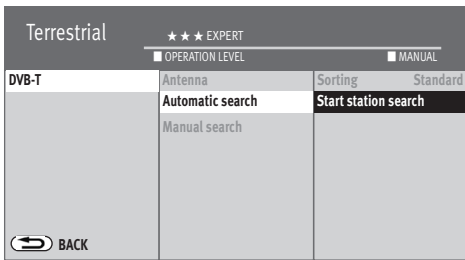 Terrestrial
★ ★ ★ EXPERT
OPERATION LEVEL MANUAL
DVB-T Antenna Sorting Standard
Automatic search Start station search
Manual search
BACK